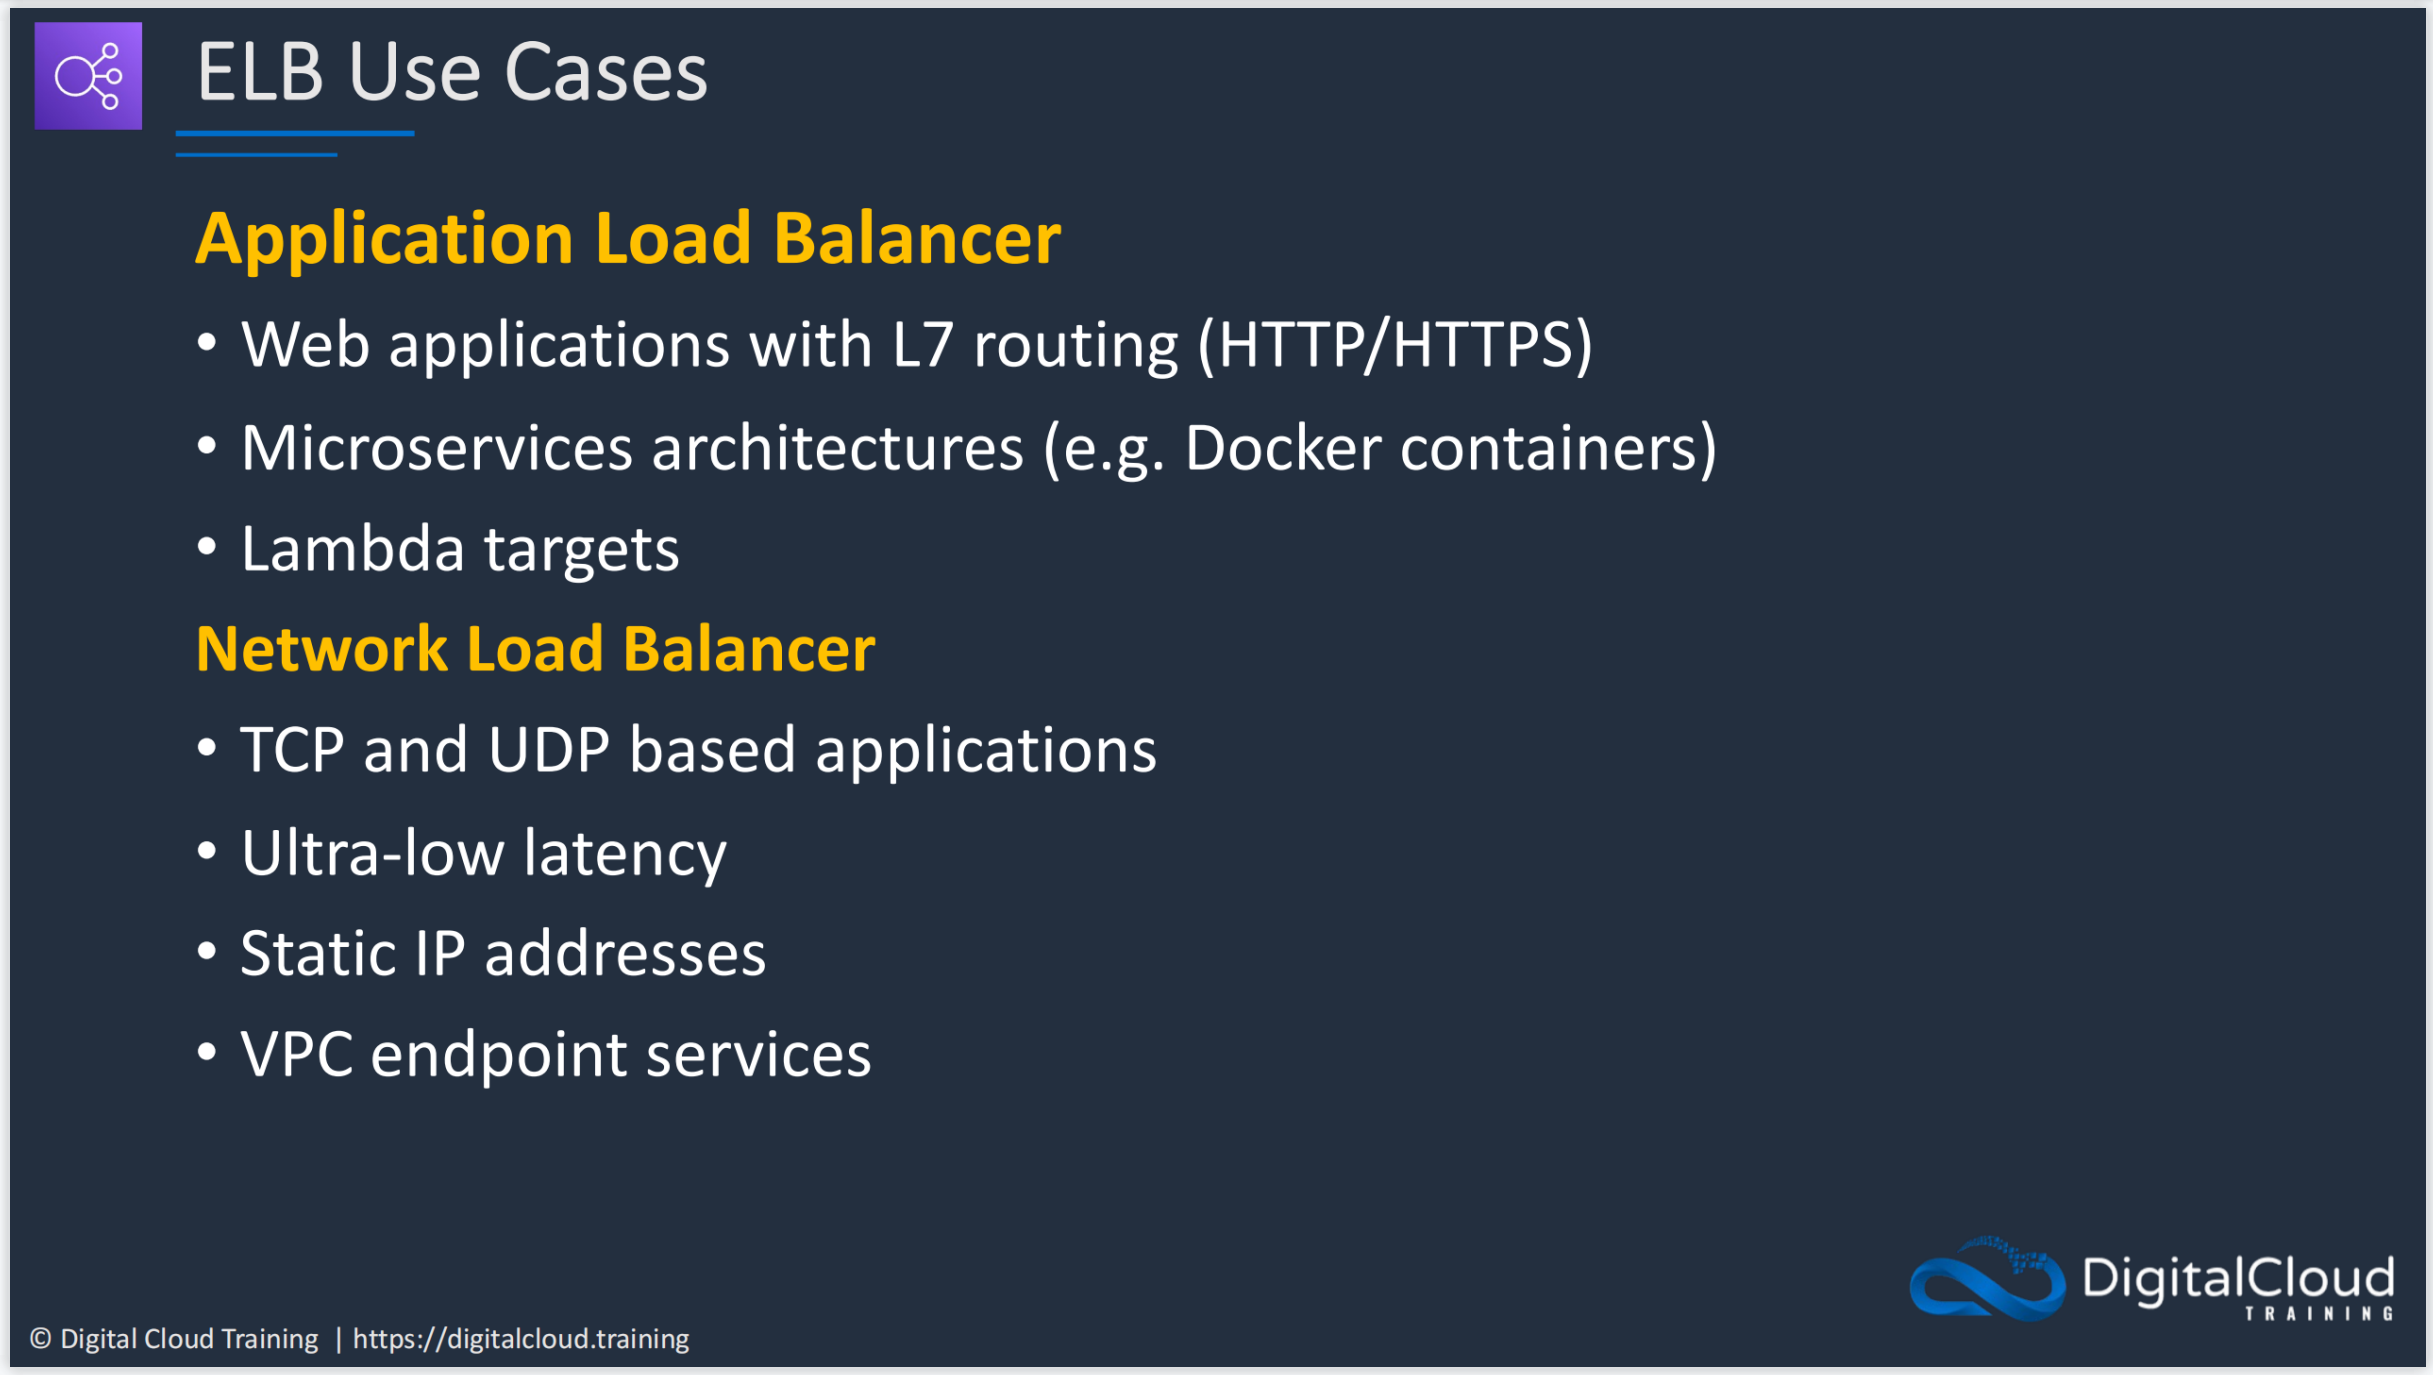 ELB Use Cases
Application Load Balancer
• Web applications with L7 routing (HTTP/HTTPS)
• Microservices architectures (e.g. Docker containers)
• Lambda targets
Network Load Balancer
• TCP and UDP based applications
• Ultra-low latency
• Static IP addresses
• VPC endpoint services
DigitalCloud
TRAINING
© Digital Cloud Training | https://digitalcloud.training